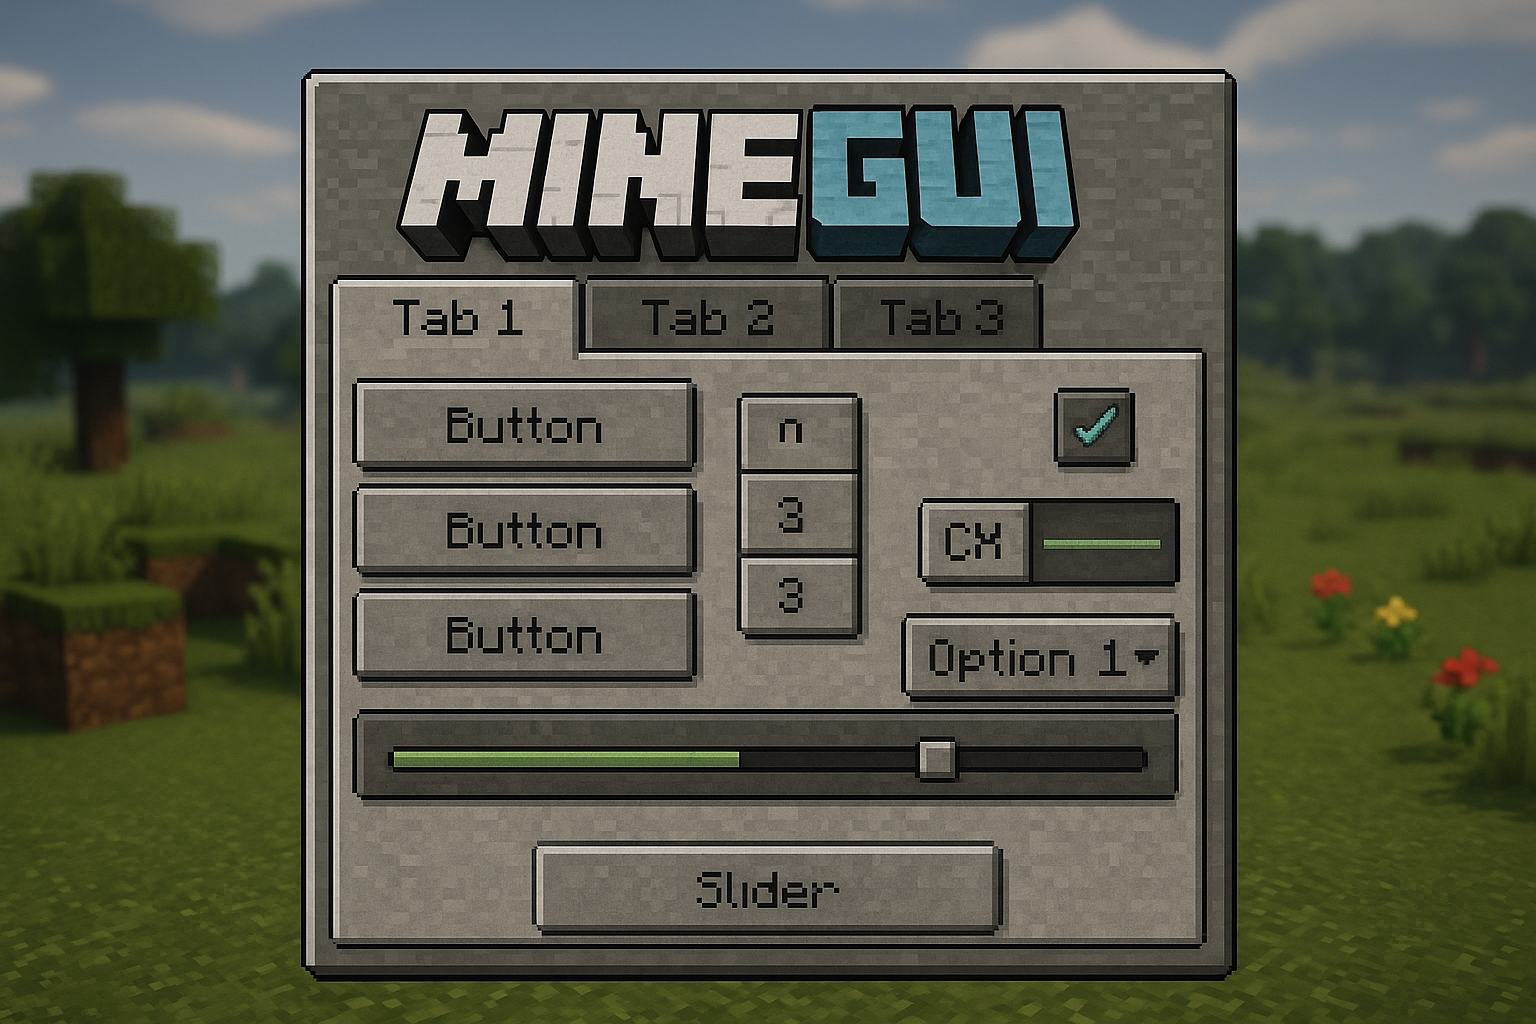 MINEGUI
Tab 1 Tab 2 Tab 3
Button
Button
Button
n
3
3
CX
Option 1
Slider